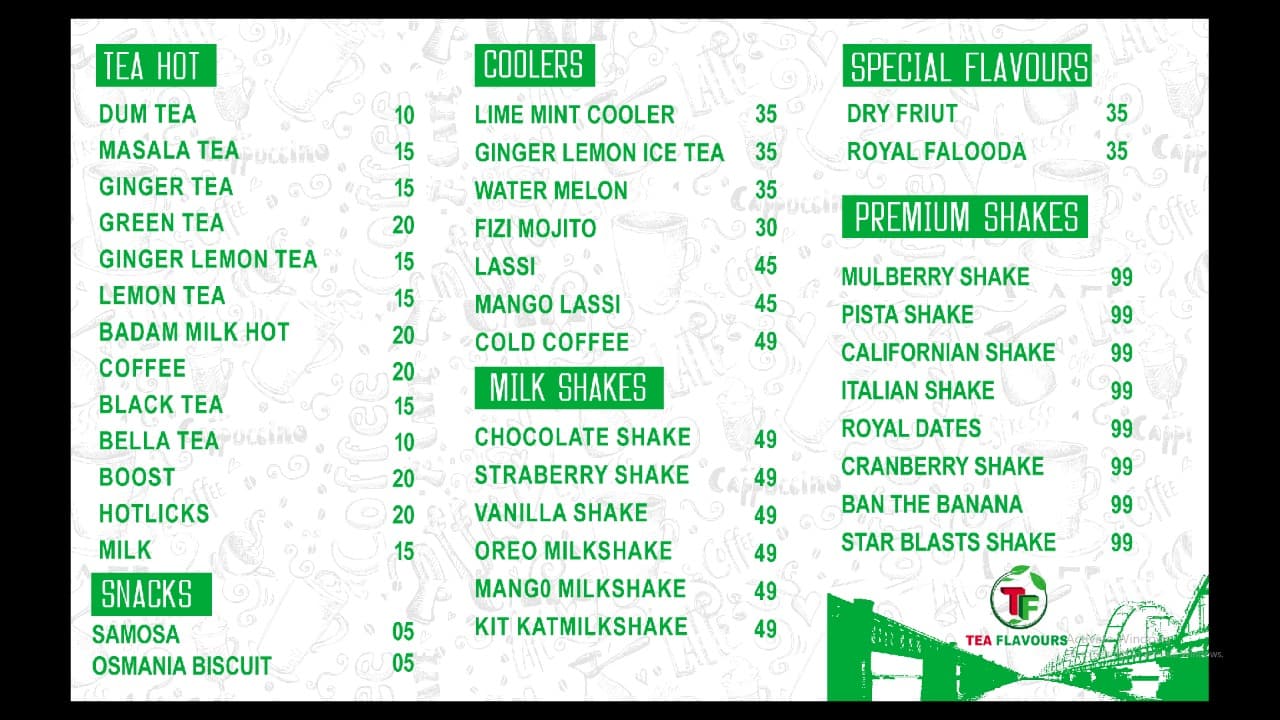 TEA HOT
DUM TEA 10
MASALA TEA 15
GINGER TEA 15
GREEN TEA 20
GINGER LEMON TEA 15
LEMON TEA 15
BADAM MILK HOT 20
COFFEE 20
BLACK TEA 15
BELLA TEA 10
BOOST 20
HOTLICKS 20
MILK 15
SNACKS
SAMOSA 05
OSMANIA BISCUIT 05
COOLERS
LIME MINT COOLER 35
GINGER LEMON ICE TEA 35
WATER MELON 35
FIZI MOJITO 30
LASSI 45
MANGO LASSI 45
COLD COFFEE 49
MILK SHAKES
CHOCOLATE SHAKE 49
STRABERRY SHAKE 49
VANILLA SHAKE 49
OREO MILKSHAKE 49
MANG0 MILKSHAKE 49
KIT KATMILKSHAKE 49
SPECIAL FLAVOURS
DRY FRIUT 35
ROYAL FALOODA 35
PREMIUM SHAKES
MULBERRY SHAKE 99
PISTA SHAKE 99
CALIFORNIAN SHAKE 99
ITALIAN SHAKE 99
ROYAL DATES 99
CRANBERRY SHAKE 99
BAN THE BANANA 99
STAR BLASTS SHAKE 99
TF
TEA FLAVOURS